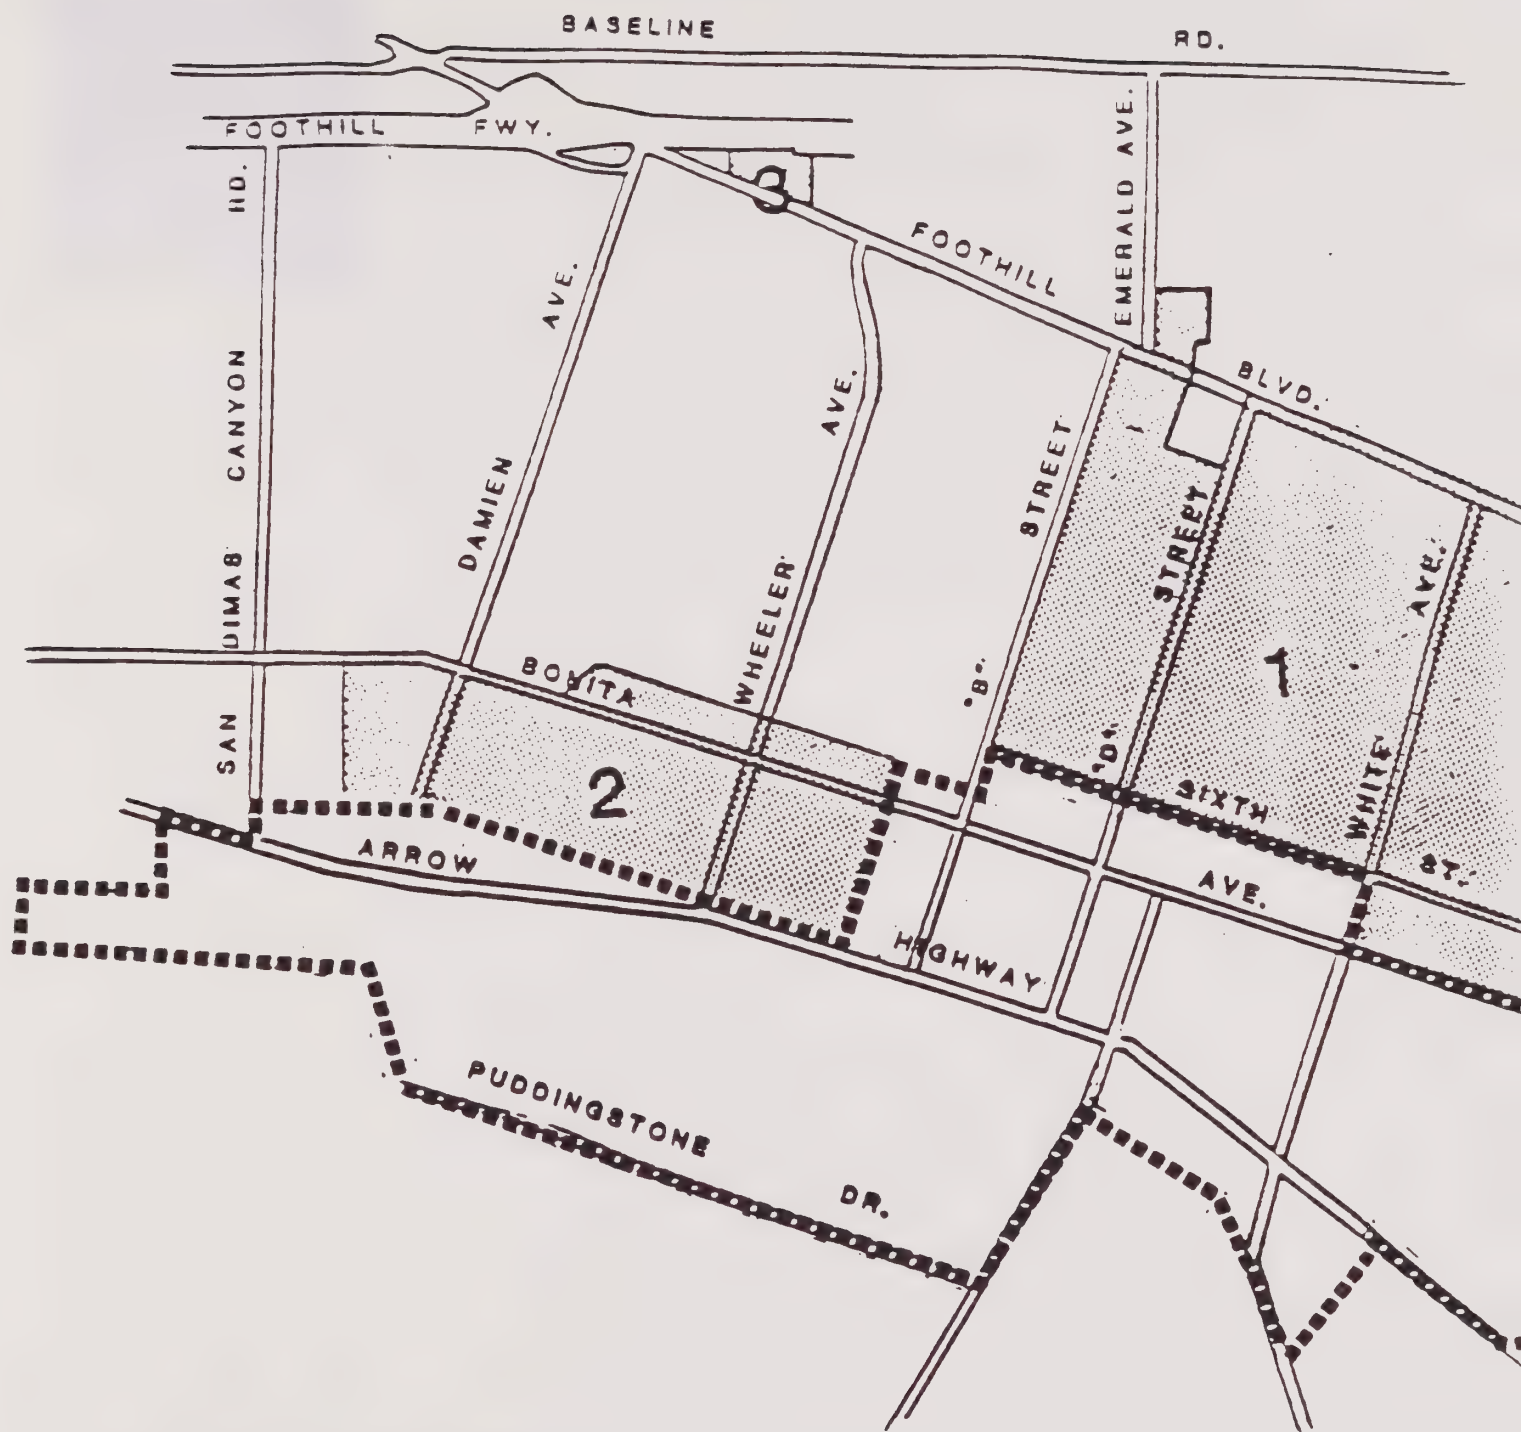 BASELINE RD.
FOOTHILL FWY.
3
SAN DIMAS CANYON RD.
DAMIEN AVE.
WHEELER AVE.
FOOTHILL BLVD.
EMERALD AVE.
"B" STREET
"D" STREET
1
WHITE AVE.
BONITA AVE.
2
SIXTH ST.
ARROW HIGHWAY
PUDDINGSTONE DR.